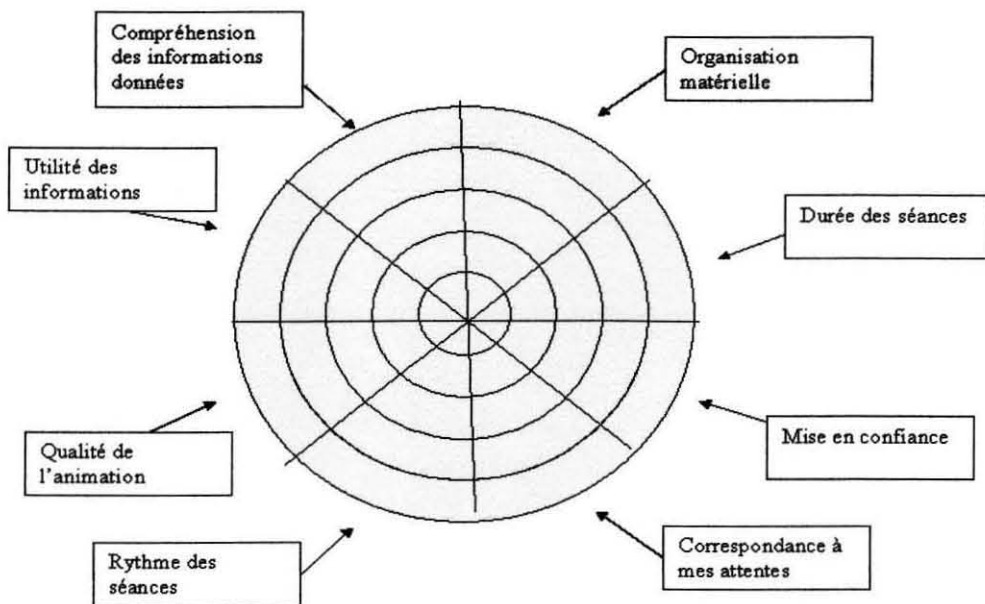 Compréhension
des informations
données
Organisation
matérielle
Utilité des
informations
Durée des séances
Qualité de
l'animation
Mise en confiance
Rythme des
séances
Correspondance à
mes attentes